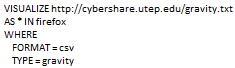 VISUALIZE http://cybershare.utep.edu/gravity.txt
AS * IN firefox
WHERE
FORMAT = csv
TYPE = gravity